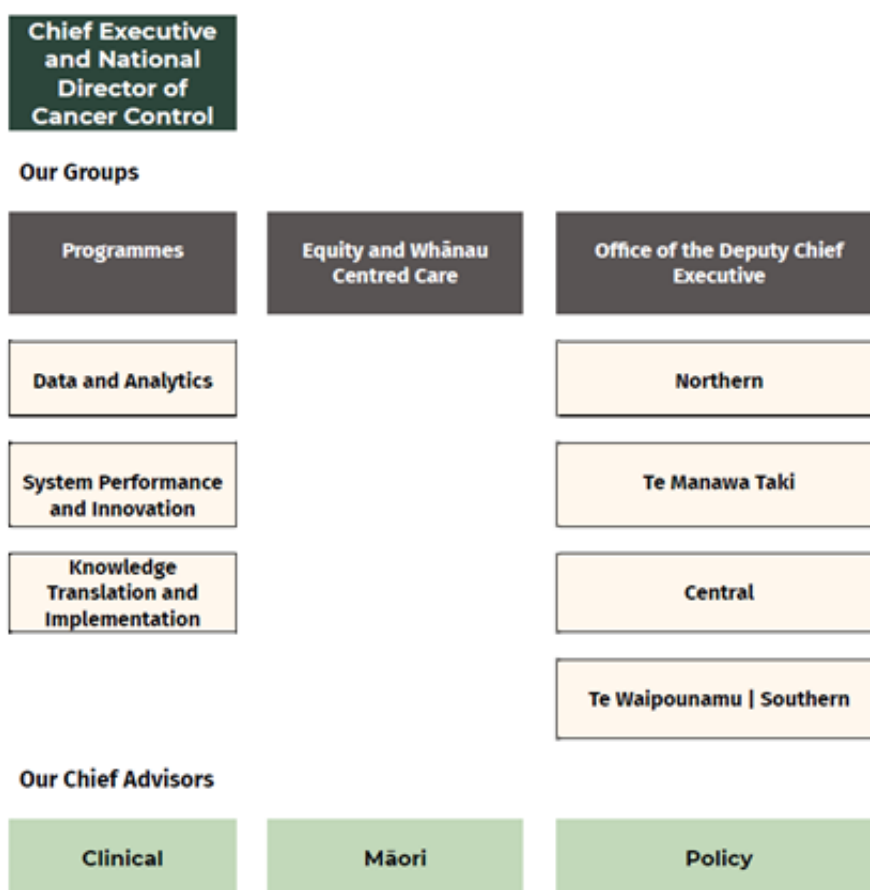 Chief Executive
and National
Director of
Cancer Control
Our Groups
Programmes
Equity and Whānau
Centred Care
Office of the Deputy Chief
Executive
Data and Analytics
Northern
System Performance
and Innovation
Te Manawa Taki
Knowledge
Translation and
Implementation
Central
Te Waipounamu | Southern
Our Chief Advisors
Clinical
Māori
Policy